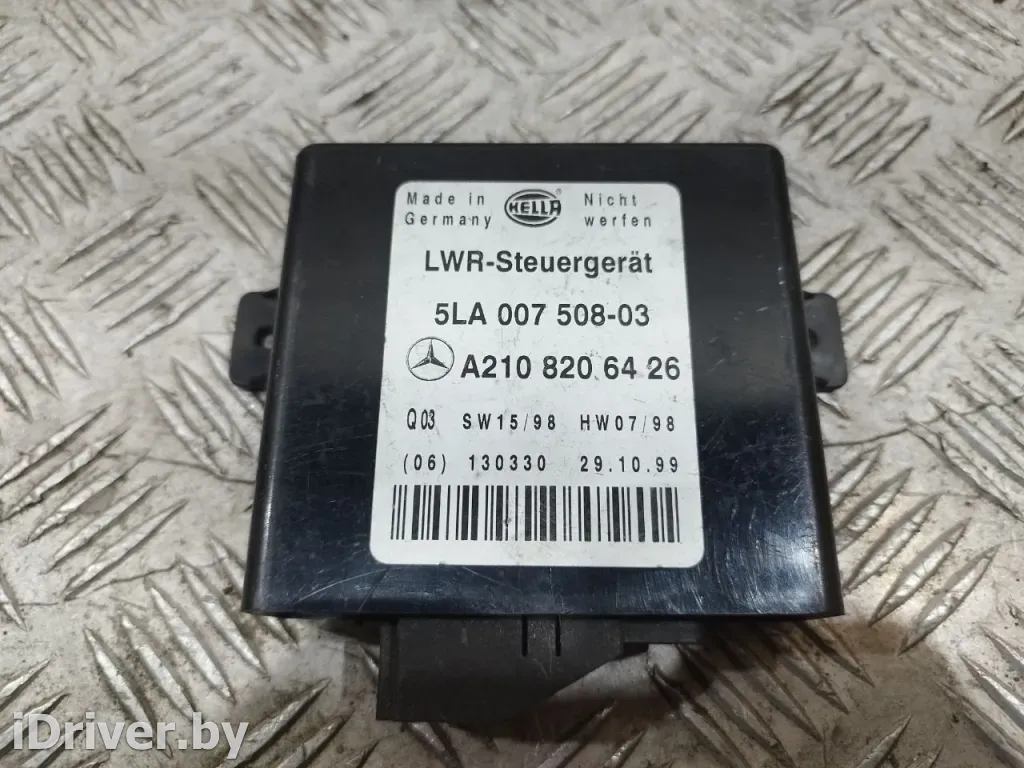 Made in Germany
HELLA®
Nicht werfen
LWR-Steuergerät
5LA 007 508-03
A210 820 64 26
Q03 SW15/98 HW07/98
(06) 130330 29.10.99
iDriver.by